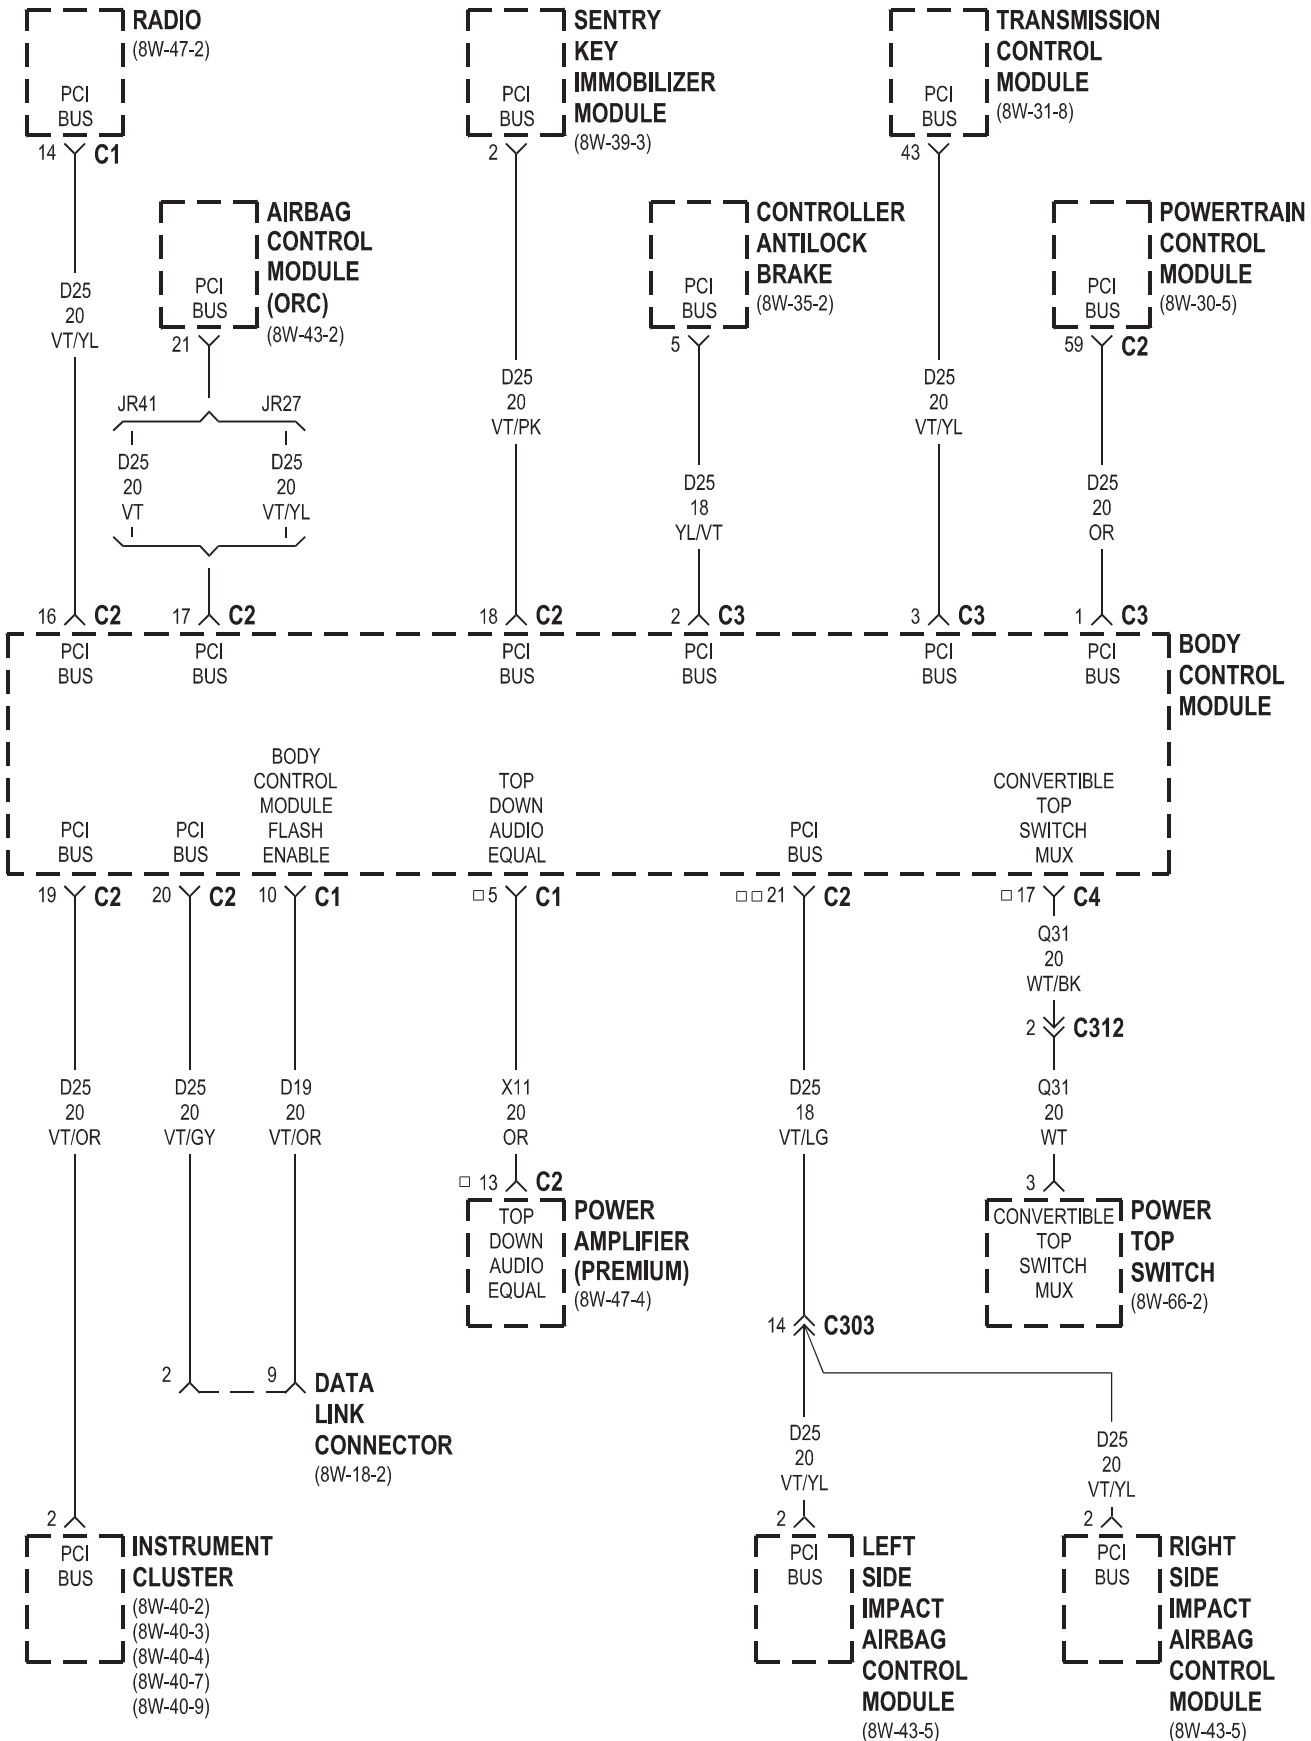 RADIO
(8W-47-2)
PCI
BUS
14
C1
SENTRY
KEY
IMMOBILIZER
MODULE
(8W-39-3)
PCI
BUS
2
TRANSMISSION
CONTROL
MODULE
(8W-31-8)
PCI
BUS
43
AIRBAG
CONTROL
MODULE
(ORC)
(8W-43-2)
PCI
BUS
21
CONTROLLER
ANTILOCK
BRAKE
(8W-35-2)
PCI
BUS
5
POWERTRAIN
CONTROL
MODULE
(8W-30-5)
PCI
BUS
59
C2
D25
20
VT/YL
JR41
JR27
D25
20
VT
D25
20
VT/YL
D25
20
VT/PK
D25
18
YL/VT
D25
20
VT/YL
D25
20
OR
16
C2
17
C2
18
C2
2
C3
3
C3
1
C3
PCI
BUS
PCI
BUS
PCI
BUS
PCI
BUS
PCI
BUS
PCI
BUS
BODY
CONTROL
MODULE
PCI
BUS
PCI
BUS
BODY
CONTROL
MODULE
FLASH
ENABLE
TOP
DOWN
AUDIO
EQUAL
PCI
BUS
CONVERTIBLE
TOP
SWITCH
MUX
19
C2
20
C2
10
C1
□ 5
C1
□ □ 21
C2
□ 17
C4
Q31
20
WT/BK
2
C312
D25
20
VT/OR
D25
20
VT/GY
D19
20
VT/OR
X11
20
OR
D25
18
VT/LG
Q31
20
WT
□ 13
C2
TOP
DOWN
AUDIO
EQUAL
POWER
AMPLIFIER
(PREMIUM)
(8W-47-4)
3
CONVERTIBLE
TOP
SWITCH
MUX
POWER
TOP
SWITCH
(8W-66-2)
14
C303
2
9
DATA
LINK
CONNECTOR
(8W-18-2)
D25
20
VT/YL
D25
20
VT/YL
2
PCI
BUS
INSTRUMENT
CLUSTER
(8W-40-2)
(8W-40-3)
(8W-40-4)
(8W-40-7)
(8W-40-9)
2
PCI
BUS
LEFT
SIDE
IMPACT
AIRBAG
CONTROL
MODULE
(8W-43-5)
2
PCI
BUS
RIGHT
SIDE
IMPACT
AIRBAG
CONTROL
MODULE
(8W-43-5)